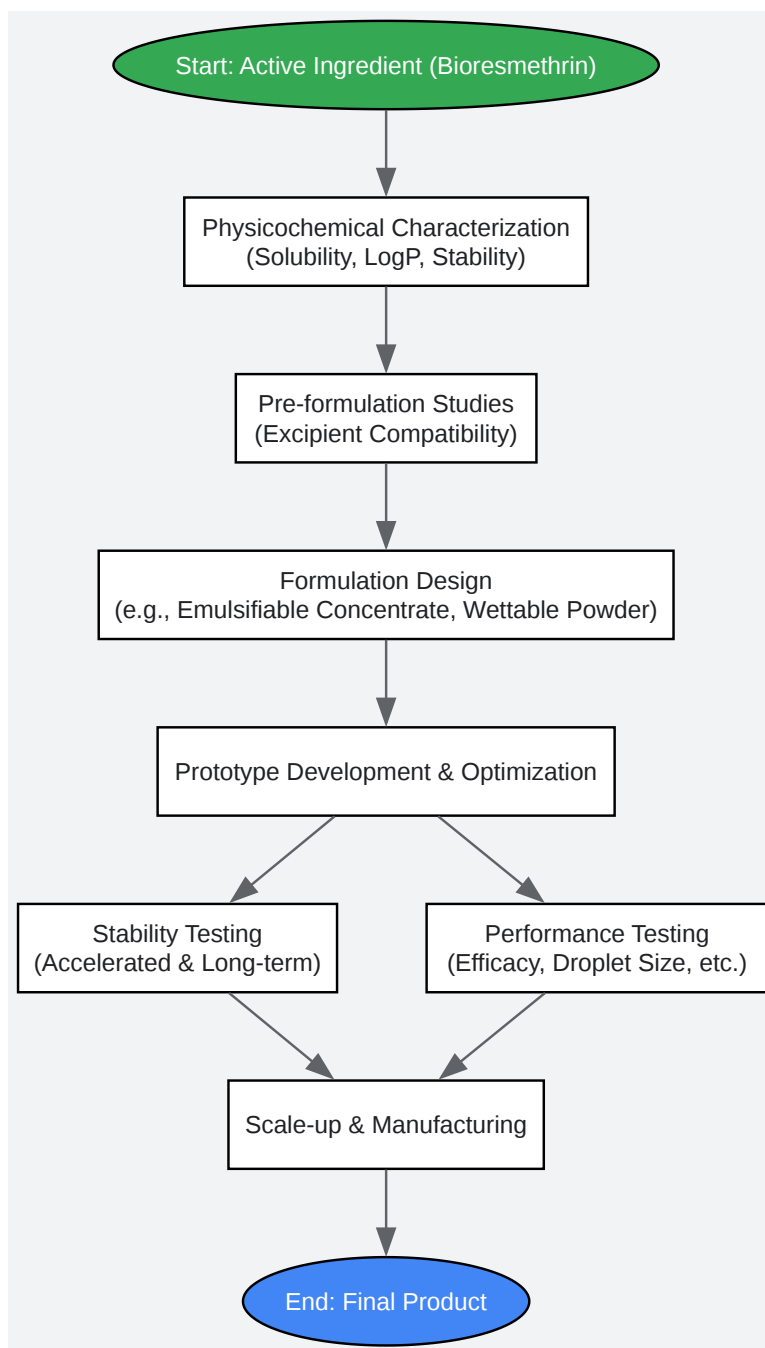 Start: Active Ingredient (Bioresmethrin)
Physicochemical Characterization
(Solubility, LogP, Stability)
Pre-formulation Studies
(Excipient Compatibility)
Formulation Design
(e.g., Emulsifiable Concentrate, Wettable Powder)
Prototype Development & Optimization
Stability Testing
(Accelerated & Long-term)
Performance Testing
(Efficacy, Droplet Size, etc.)
Scale-up & Manufacturing
End: Final Product